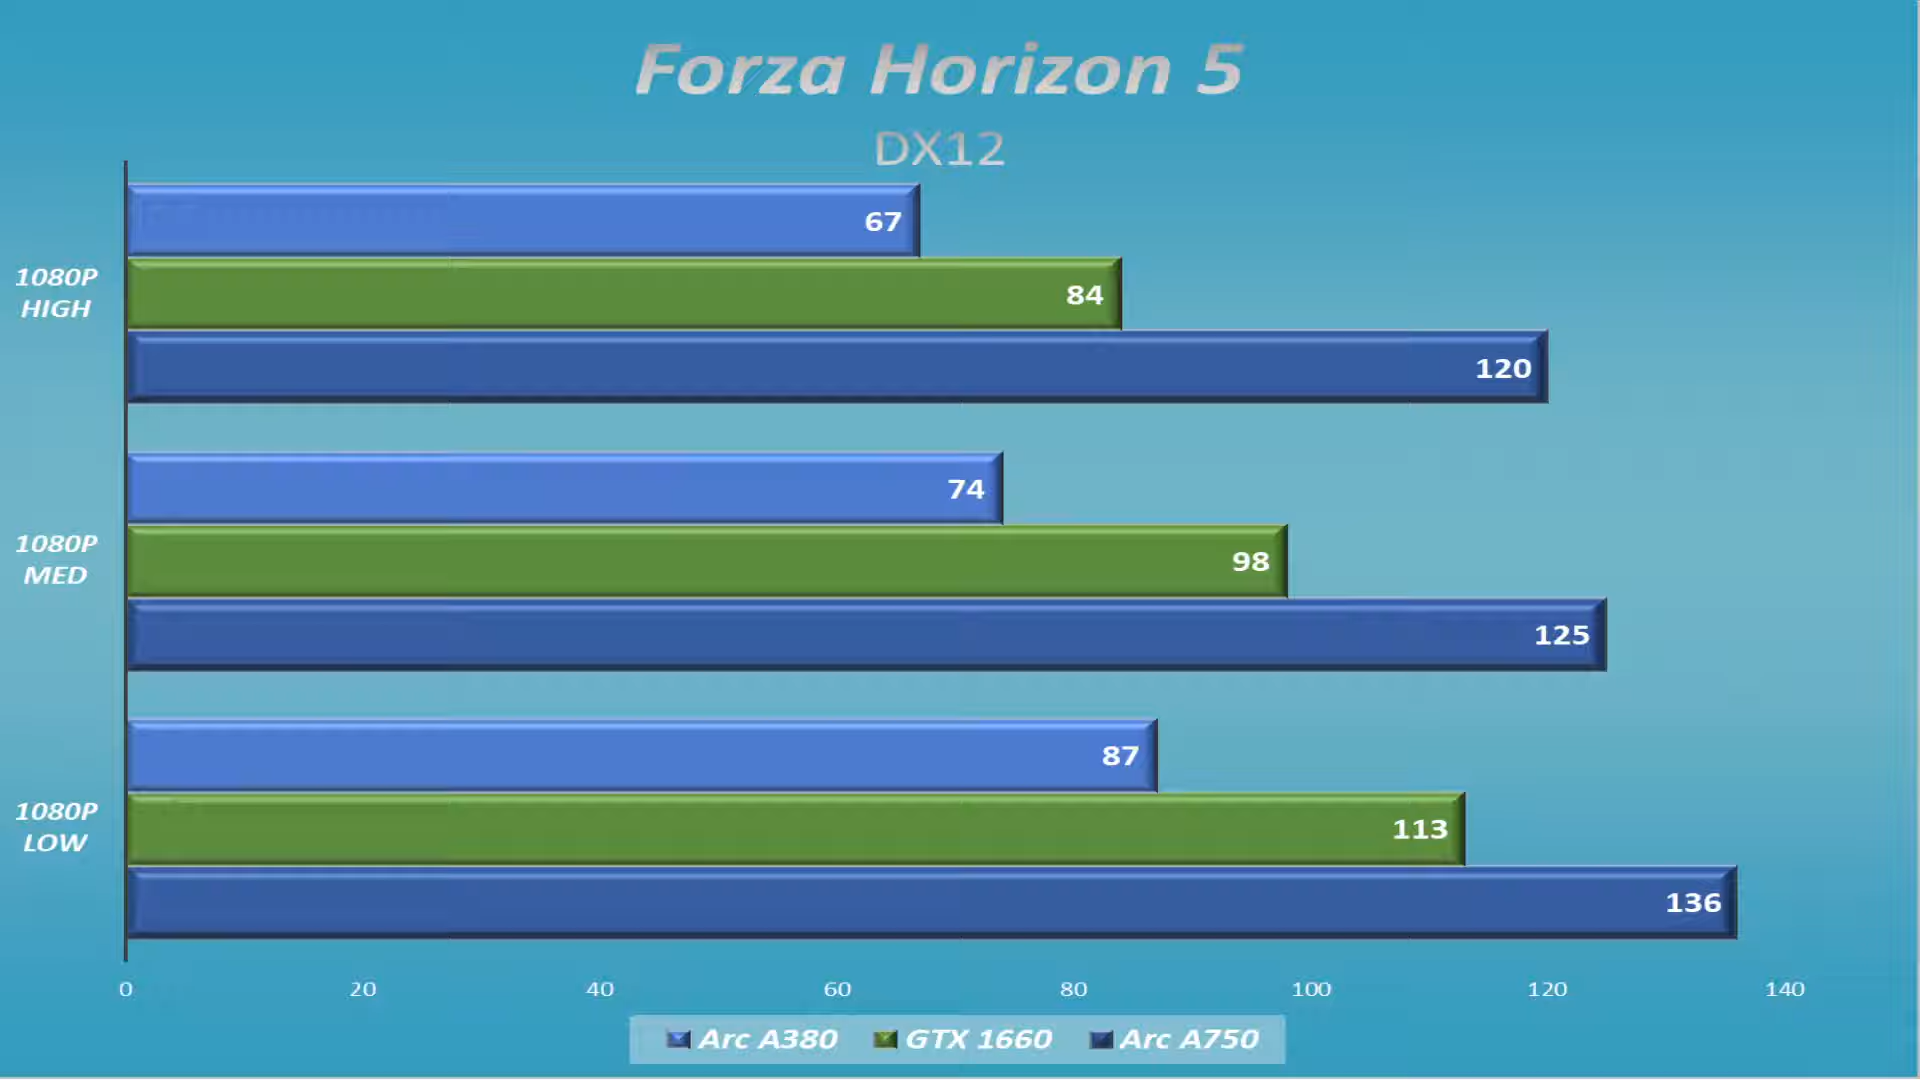 Forza Horizon 5
DX12
1080P
HIGH
67
84
120
1080P
MED
74
98
125
1080P
LOW
87
113
136
0 20 40 60 80 100 120 140
Arc A380 GTX 1660 Arc A750